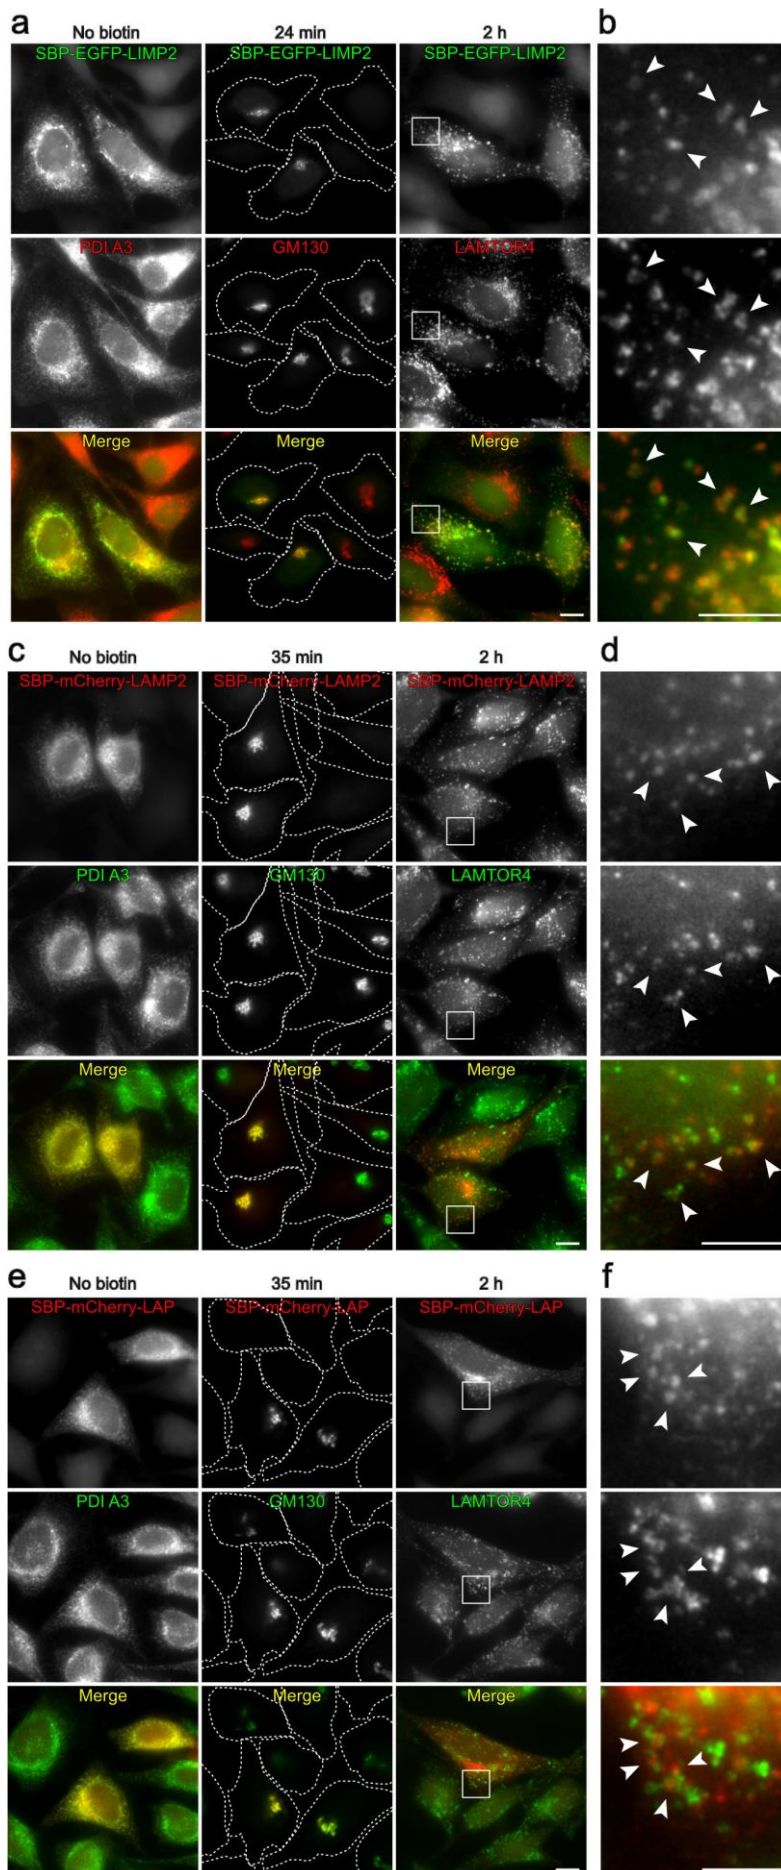 a
b
No biotin
24 min
2 h
SBP-EGFP-LIMP2
SBP-EGFP-LIMP2
SBP-EGFP-LIMP2
PDI A3
GM130
LAMTOR4
Merge
Merge
Merge
c
d
No biotin
35 min
2 h
SBP-mCherry-LAMP2
SBP-mCherry-LAMP2
SBP-mCherry-LAMP2
PDI A3
GM130
LAMTOR4
Merge
Merge
Merge
e
f
No biotin
35 min
2 h
SBP-mCherry-LAP
SBP-mCherry-LAP
SBP-mCherry-LAP
PDI A3
GM130
LAMTOR4
Merge
Merge
Merge